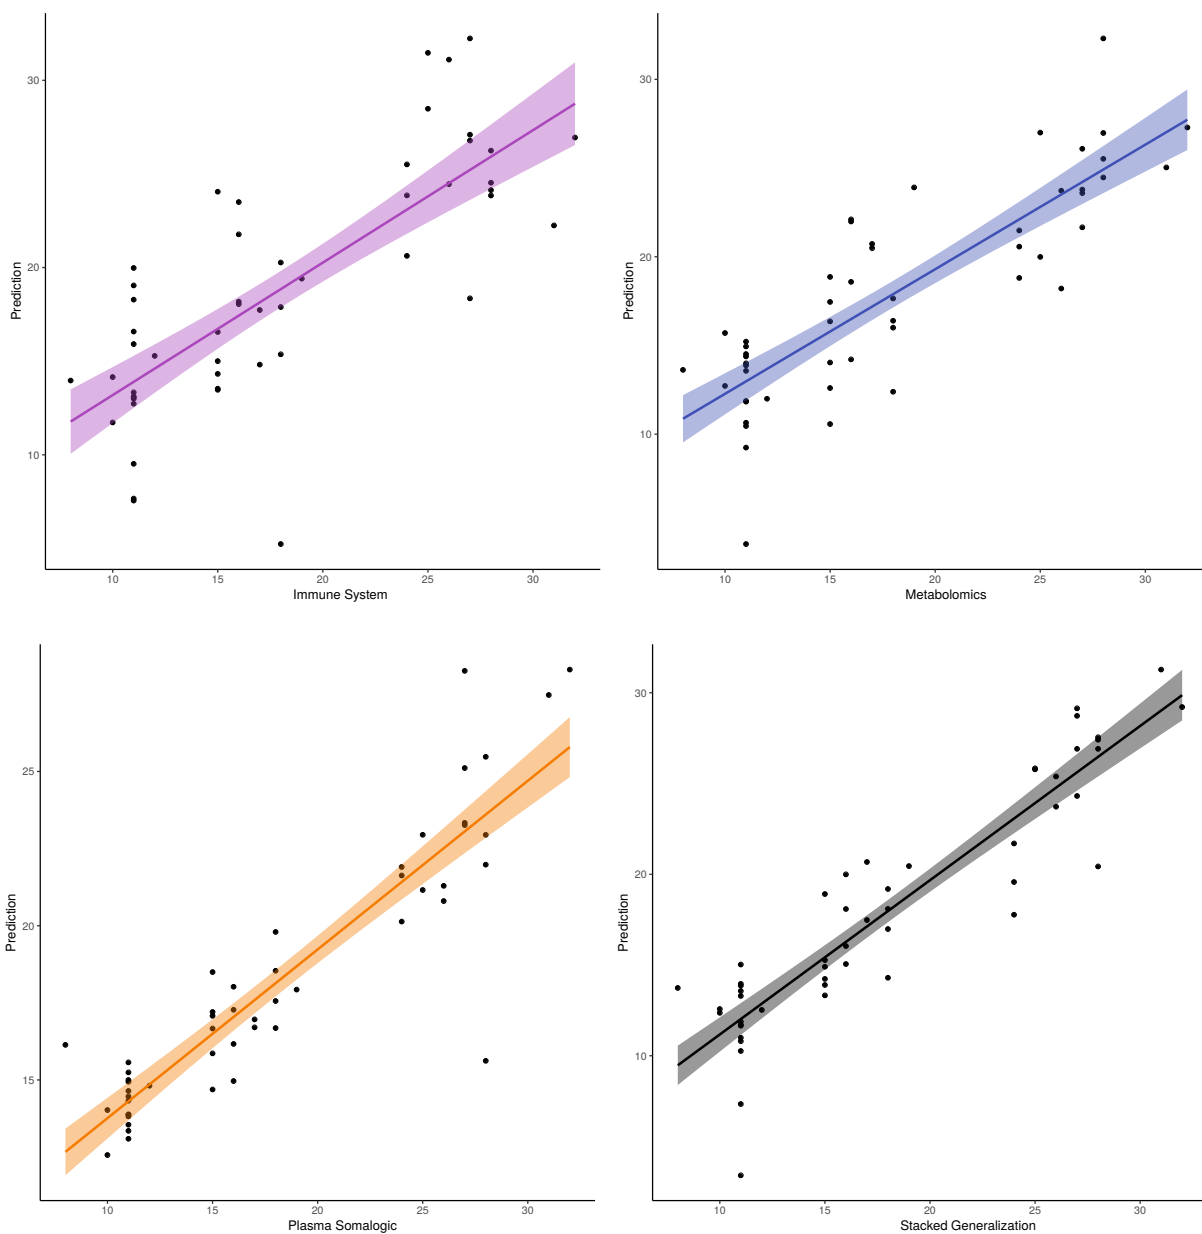 Prediction
30
20
10
10 15 20 25 30
Immune System
Prediction
30
20
10
10 15 20 25 30
Metabolomics
Prediction
25
20
15
10 15 20 25 30
Plasma Somalogic
Prediction
30
20
10
10 15 20 25 30
Stacked Generalization